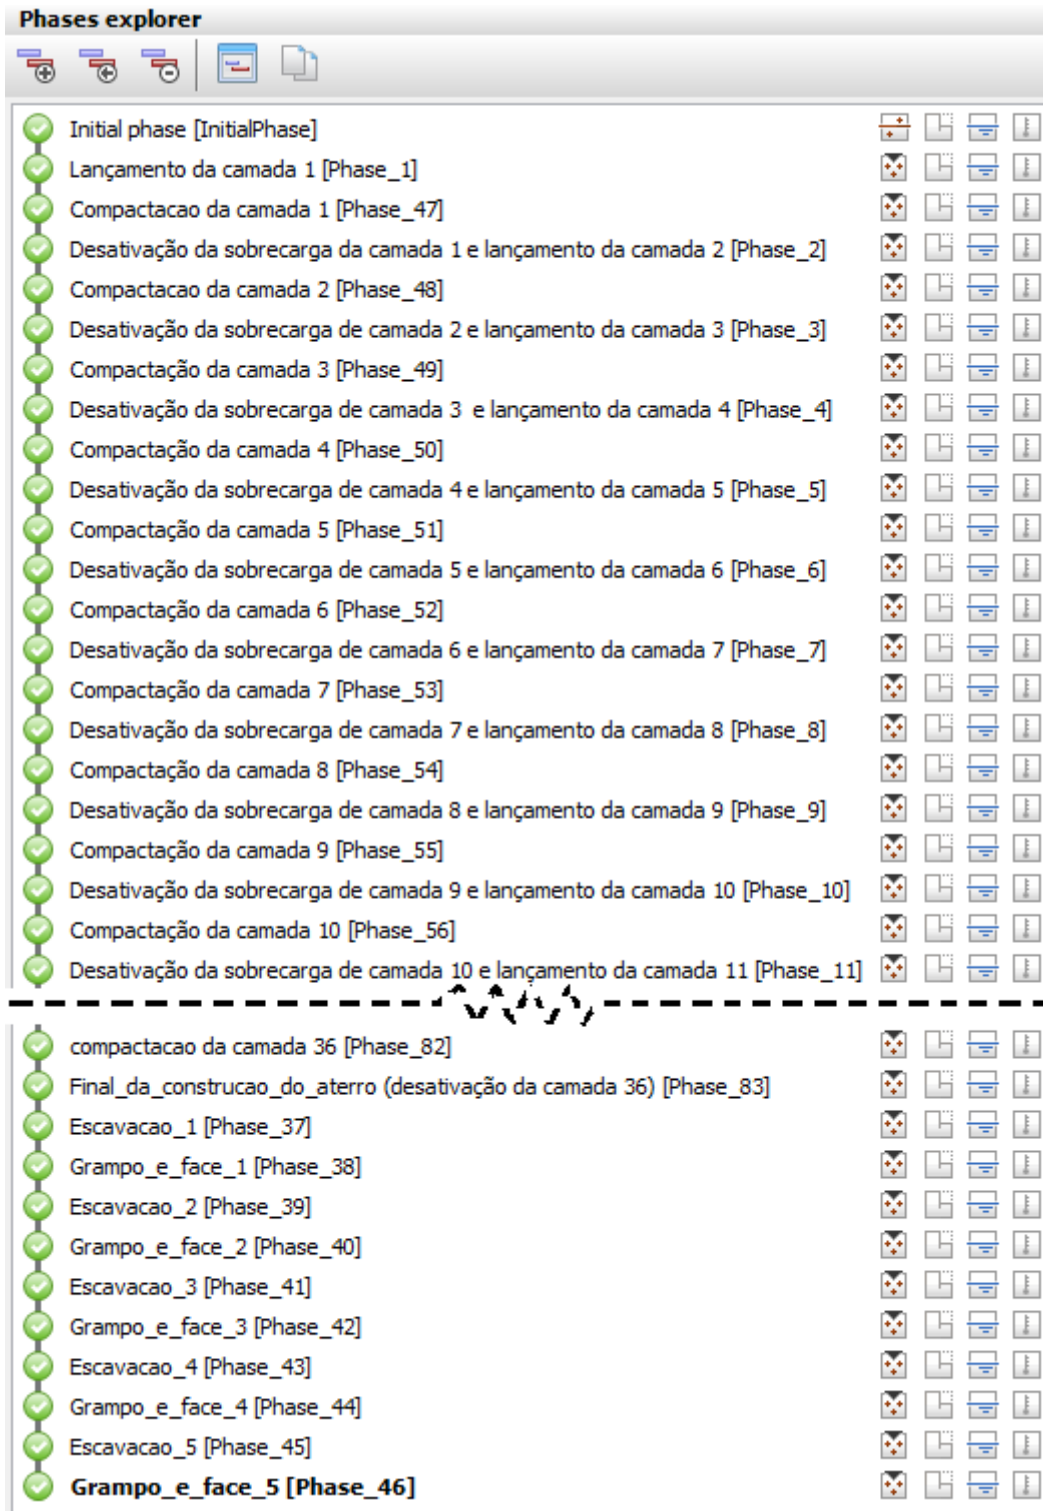 Phases explorer
Initial phase [InitialPhase]
Lançamento da camada 1 [Phase_1]
Compactacao da camada 1 [Phase_47]
Desativação da sobrecarga da camada 1 e lançamento da camada 2 [Phase_2]
Compactacao da camada 2 [Phase_48]
Desativação da sobrecarga de camada 2 e lançamento da camada 3 [Phase_3]
Compactação da camada 3 [Phase_49]
Desativação da sobrecarga de camada 3  e lançamento da camada 4 [Phase_4]
Compactação da camada 4 [Phase_50]
Desativação da sobrecarga de camada 4 e lançamento da camada 5 [Phase_5]
Compactação da camada 5 [Phase_51]
Desativação da sobrecarga de camada 5 e lançamento da camada 6 [Phase_6]
Compactação da camada 6 [Phase_52]
Desativação da sobrecarga de camada 6 e lançamento da camada 7 [Phase_7]
Compactação da camada 7 [Phase_53]
Desativação da sobrecarga de camada 7 e lançamento da camada 8 [Phase_8]
Compactação da camada 8 [Phase_54]
Desativação da sobrecarga de camada 8 e lançamento da camada 9 [Phase_9]
Compactação da camada 9 [Phase_55]
Desativação da sobrecarga de camada 9 e lançamento da camada 10 [Phase_10]
Compactação da camada 10 [Phase_56]
Desativação da sobrecarga de camada 10 e lançamento da camada 11 [Phase_11]
compactacao da camada 36 [Phase_82]
Final_da_construcao_do_aterro (desativação da camada 36) [Phase_83]
Escavacao_1 [Phase_37]
Grampo_e_face_1 [Phase_38]
Escavacao_2 [Phase_39]
Grampo_e_face_2 [Phase_40]
Escavacao_3 [Phase_41]
Grampo_e_face_3 [Phase_42]
Escavacao_4 [Phase_43]
Grampo_e_face_4 [Phase_44]
Escavacao_5 [Phase_45]
Grampo_e_face_5 [Phase_46]